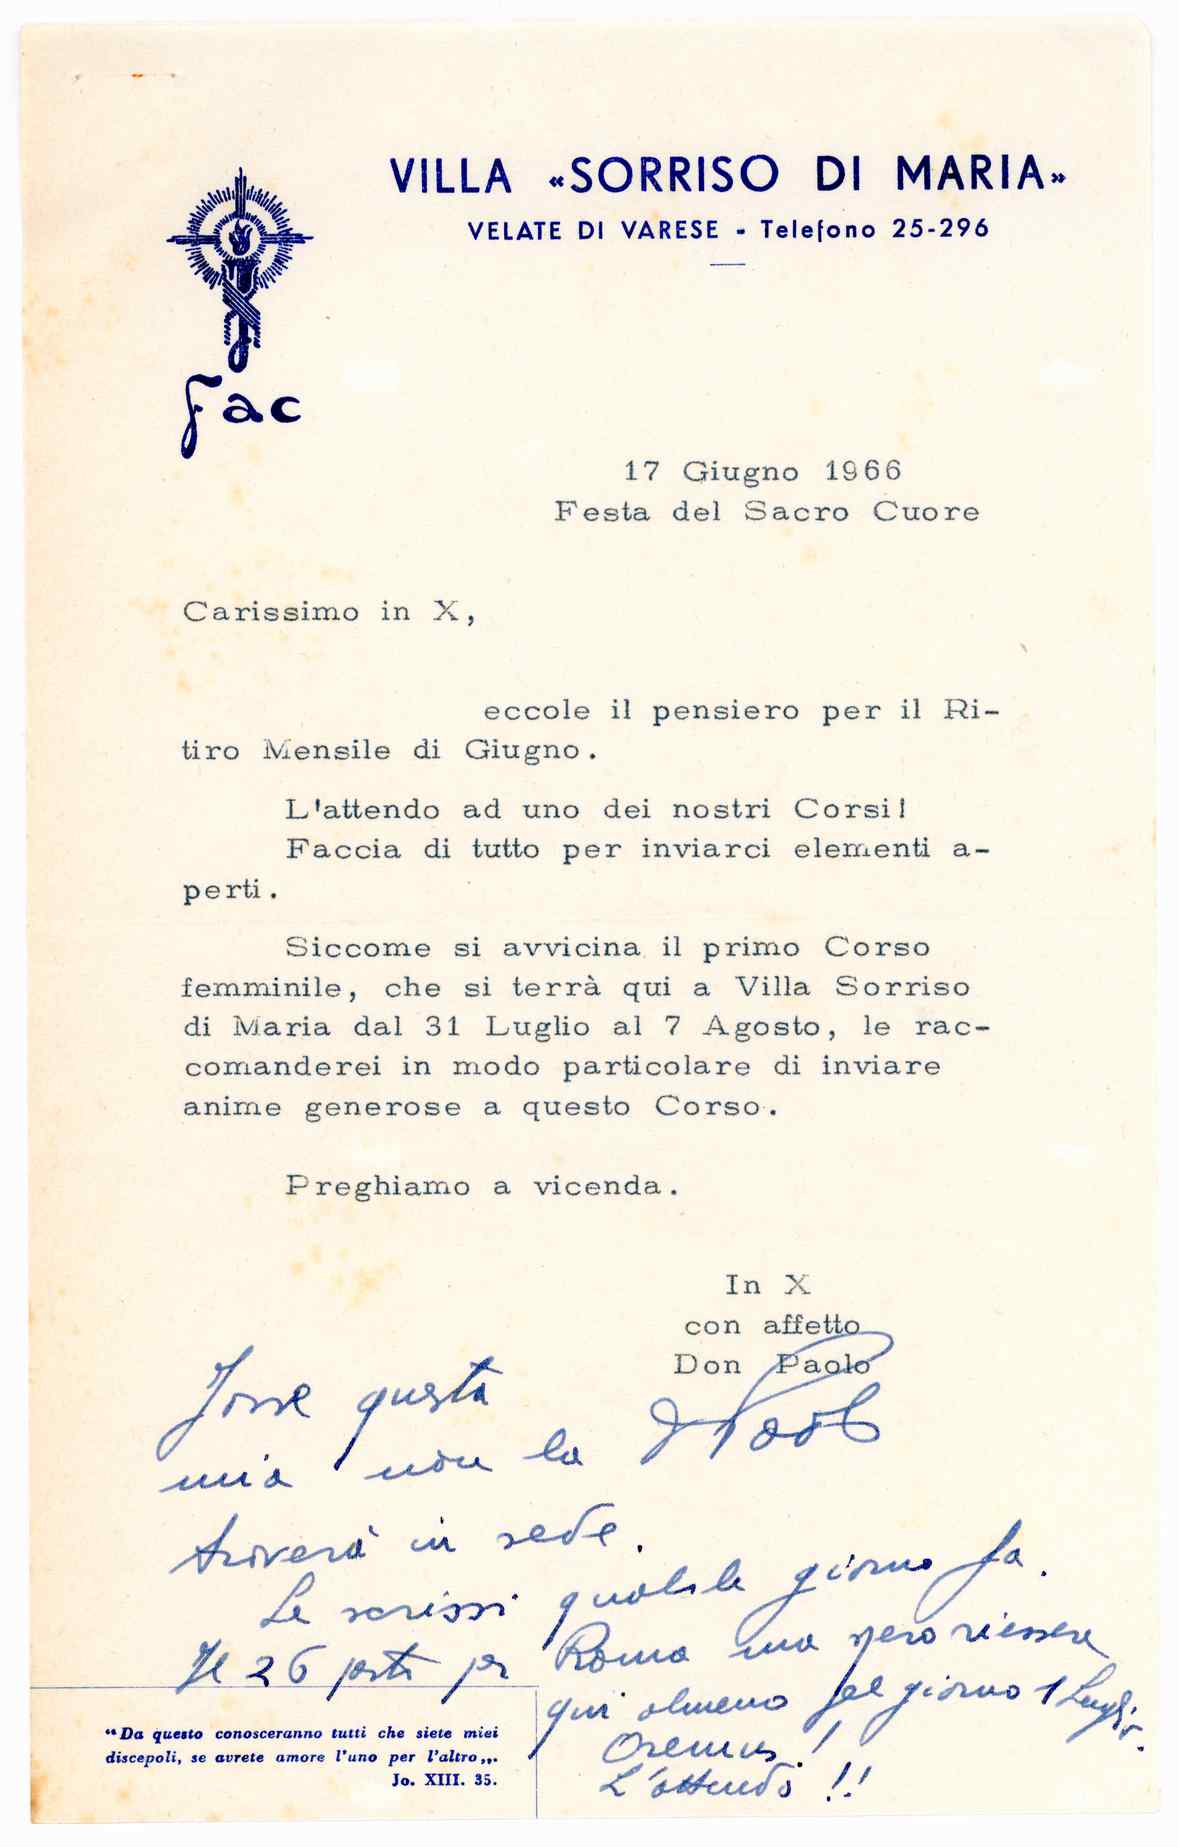 VILLA «SORRISO DI MARIA»
VELATE DI VARESE - Telefono 25-296
Fac
17 Giugno 1966
Festa del Sacro Cuore
Carissimo in X,
eccole il pensiero per il Ri-
tiro Mensile di Giugno.
L'attendo ad uno dei nostri Corsi!
Faccia di tutto per inviarci elementi a-
perti.
Siccome si avvicina il primo Corso
femminile, che si terrà qui a Villa Sorriso
di Maria dal 31 Luglio al 7 Agosto, le rac-
comanderei in modo particolare di inviare
anime generose a questo Corso.
Preghiamo a vicenda.
In X
con affetto
Don Paolo
d Paolo
Forse questa
mia non la
troverà in sede.
Le scrissi qualche giorno fa.
Il 26 parto per Roma ma spero riessere
qui almeno pel giorno 1 Luglio.
Oremus!
L'attendo!!
“Da questo conosceranno tutti che siete miei
discepoli, se avrete amore l'uno per l'altro„.
Jo. XIII. 35.